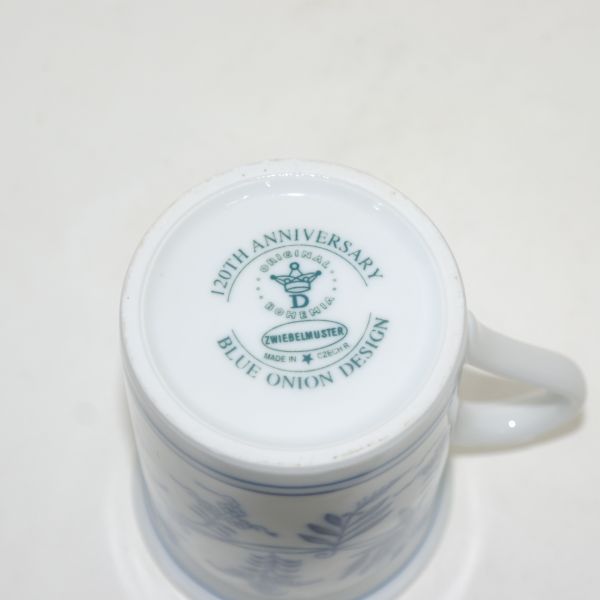 120TH ANNIVERSARY
ORIGINAL
D
BOHEMIA
ZWIEBELMUSTER
MADE IN CZECH R
BLUE ONION DESIGN